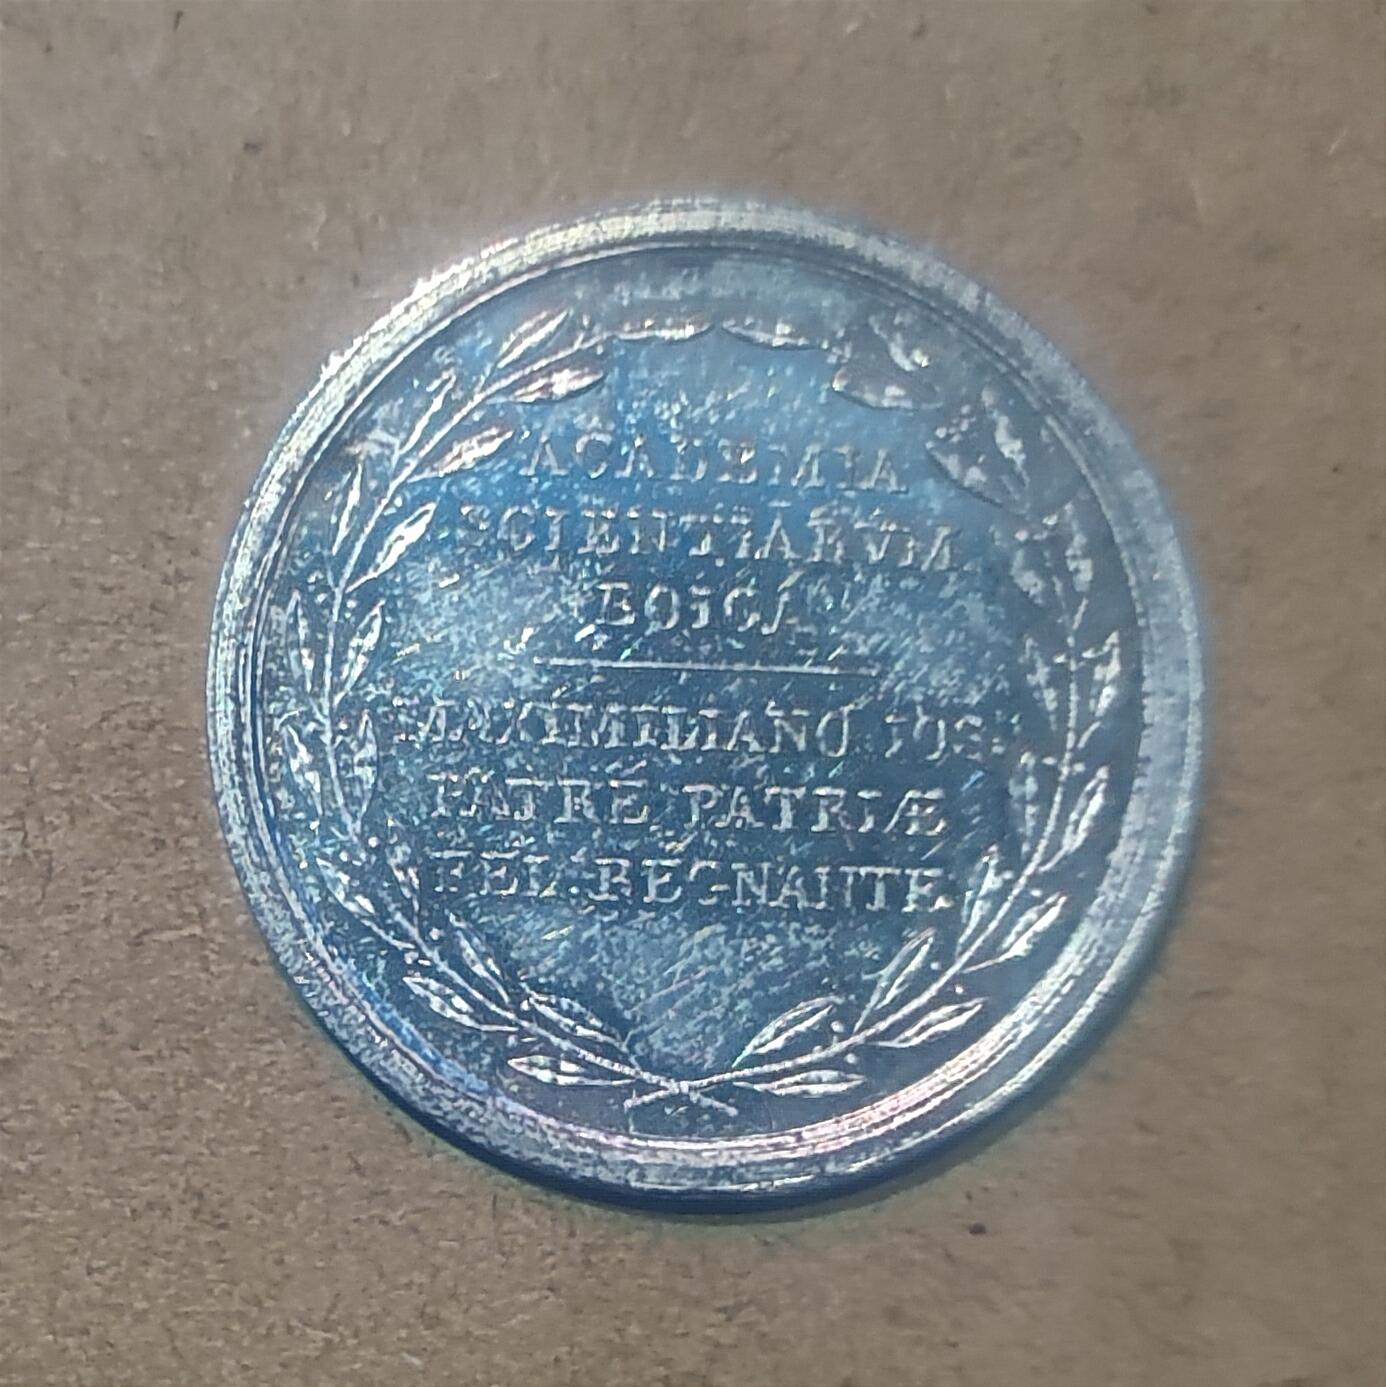 ACADEMIA
SCIENTIARVM
BOICA
MAXIMILIANO IOS.
PATRE PATRIÆ
FEL. REGNANTE.